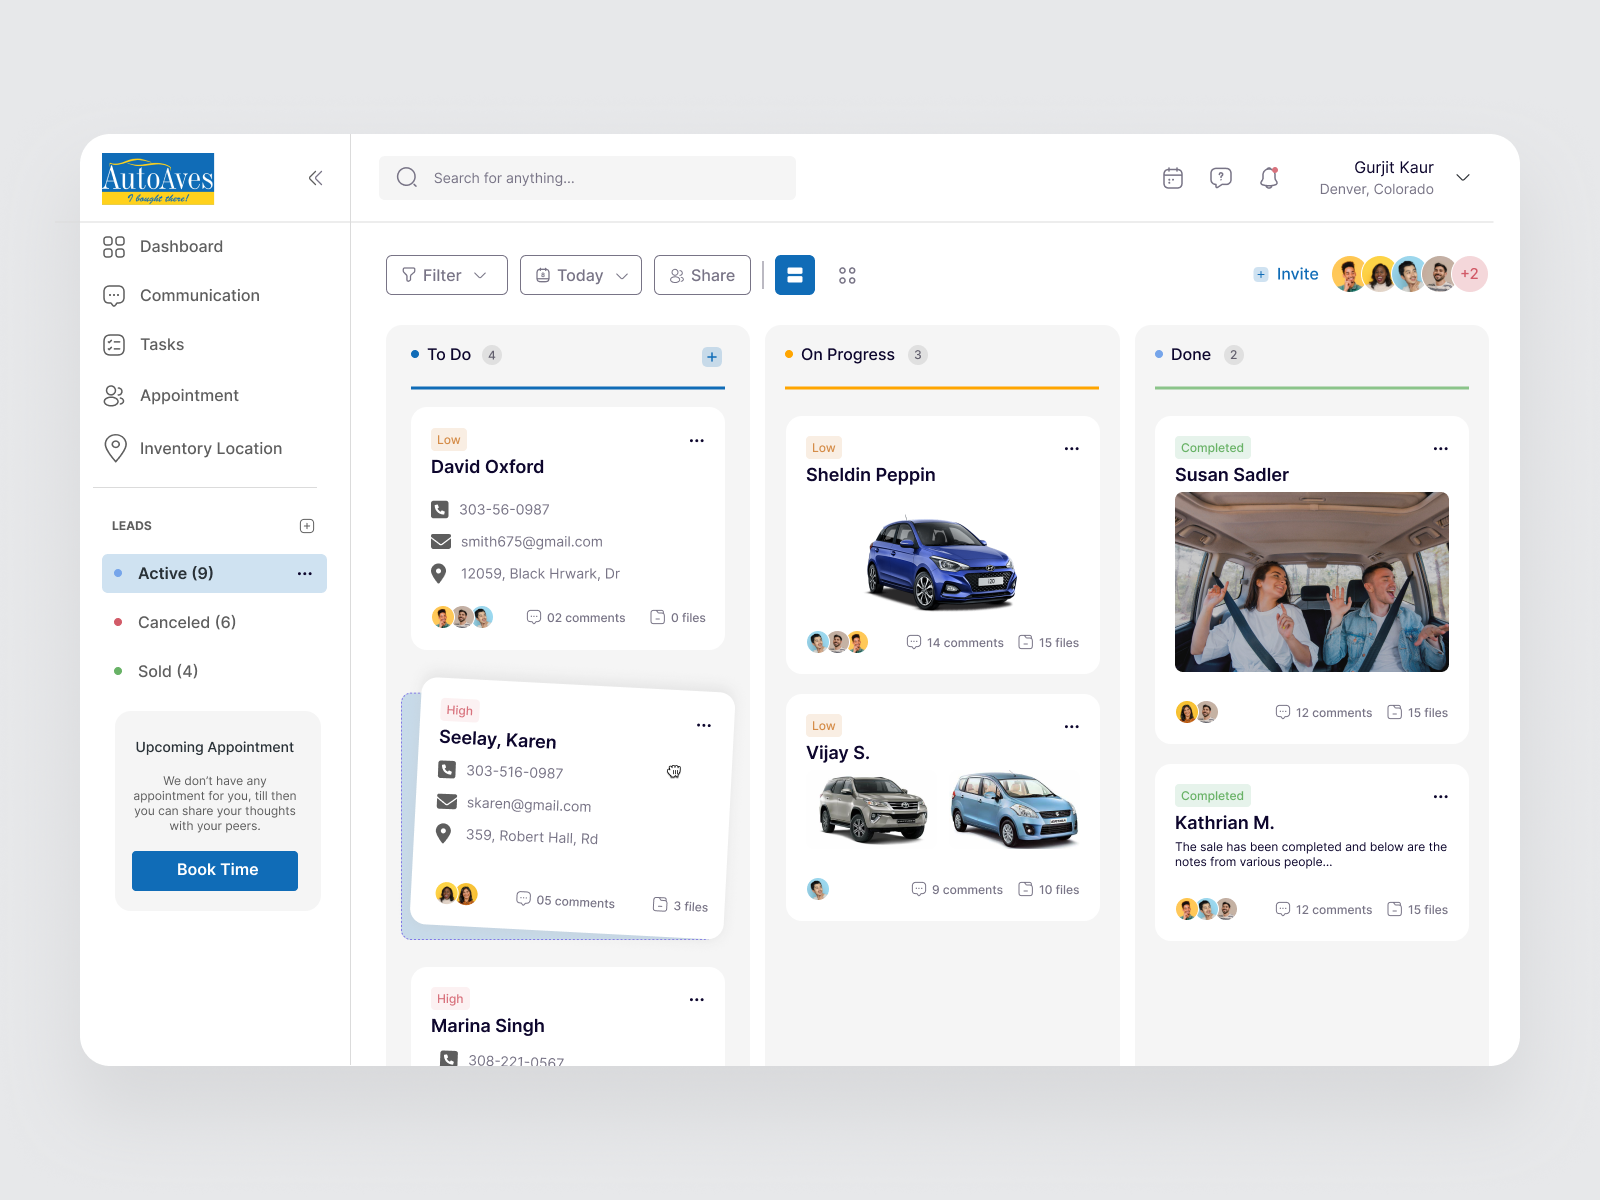 AutoAves
I bought there!
Search for anything...
Gurjit Kaur
Denver, Colorado
Dashboard
Communication
Tasks
Appointment
Inventory Location
LEADS
Active (9)
Canceled (6)
Sold (4)
Upcoming Appointment
We don't have any
appointment for you, till then
you can share your thoughts
with your peers.
Book Time
Filter
Today
Share
Invite
+2
To Do 4
Low
David Oxford
303-56-0987
smith675@gmail.com
12059, Black Hrwark, Dr
02 comments
0 files
High
Seelay, Karen
303-516-0987
skaren@gmail.com
359, Robert Hall, Rd
05 comments
3 files
High
Marina Singh
308-221-0567
On Progress 3
Low
Sheldin Peppin
i20
14 comments
15 files
Low
Vijay S.
9 comments
10 files
Done 2
Completed
Susan Sadler
12 comments
15 files
Completed
Kathrian M.
The sale has been completed and below are the
notes from various people...
12 comments
15 files